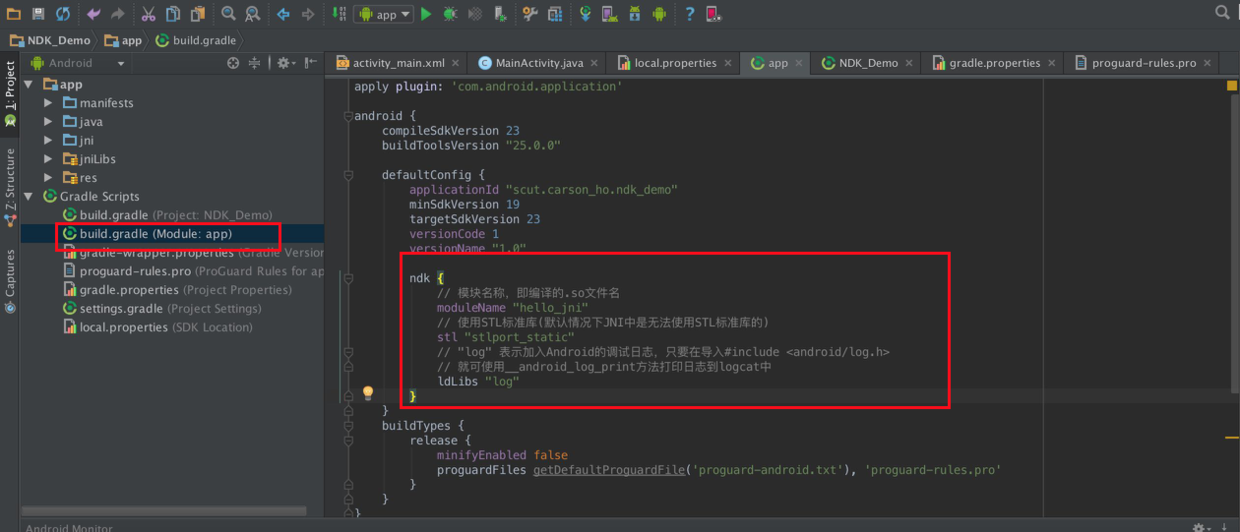 app
NDK_Demo
app
build.gradle
1: Project
Z: Structure
Captures
Android
app
manifests
java
jni
jniLibs
res
Gradle Scripts
build.gradle (Project: NDK_Demo)
build.gradle (Module: app)
gradle-wrapper.properties (Gradle Version
proguard-rules.pro (ProGuard Rules for ap
gradle.properties (Project Properties)
settings.gradle (Project Settings)
local.properties (SDK Location)
activity_main.xml
MainActivity.java
local.properties
app
NDK_Demo
gradle.properties
proguard-rules.pro
apply plugin: 'com.android.application'
android {
compileSdkVersion 23
buildToolsVersion "25.0.0"
defaultConfig {
applicationId "scut.carson_ho.ndk_demo"
minSdkVersion 19
targetSdkVersion 23
versionCode 1
versionName "1.0"
ndk {
// 模块名称，即编译的.so文件名
moduleName "hello_jni"
// 使用STL标准库(默认情况下JNI中是无法使用STL标准库的)
stl "stlport_static"
// "log" 表示加入Android的调试日志，只要在导入#include <android/log.h>
// 就可使用__android_log_print方法打印日志到logcat中
ldLibs "log"
}
}
buildTypes {
release {
minifyEnabled false
proguardFiles getDefaultProguardFile('proguard-android.txt'), 'proguard-rules.pro'
}
}
}
Android Monitor